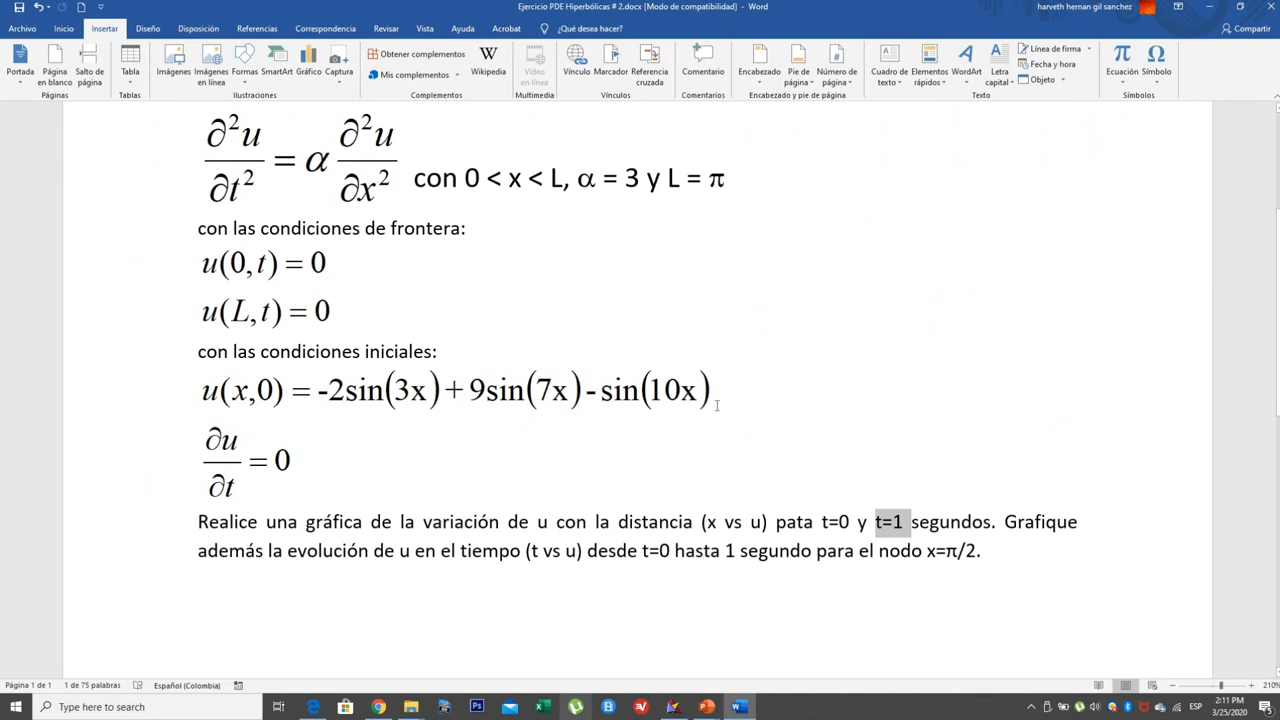 Ejercicio PDE Hiperbólicas # 2.docx [Modo de compatibilidad] - Word
harveth hernan gil sanchez
Archivo Inicio Insertar Diseño Disposición Referencias Correspondencia Revisar Vista Ayuda Acrobat ¿Qué desea hacer? Compartir
Portada Página en blanco Salto de página
Tabla
Imágenes Imágenes en línea Formas SmartArt Gráfico Captura
Obtener complementos
Mis complementos
Wikipedia
Vídeo en línea
Vínculo Marcador Referencia cruzada
Comentario
Encabezado Pie de página Número de página
Cuadro de texto Elementos rápidos WordArt Letra capital
Línea de firma
Fecha y hora
Objeto
Ecuación Símbolo
Páginas Tablas Ilustraciones Complementos Multimedia Vínculos Comentarios Encabezado y pie de página Texto Símbolos
∂²u/∂t² = α ∂²u/∂x² con 0 < x < L, α = 3 y L = π
con las condiciones de frontera:
u(0,t) = 0
u(L,t) = 0
con las condiciones iniciales:
u(x,0) = -2sin(3x) + 9sin(7x) - sin(10x)
∂u/∂t = 0
Realice una gráfica de la variación de u con la distancia (x vs u) pata t=0 y t=1 segundos. Grafique
además la evolución de u en el tiempo (t vs u) desde t=0 hasta 1 segundo para el nodo x=π/2.
Página 1 de 1 1 de 75 palabras Español (Colombia) 210%
Type here to search
ESP
2:11 PM
3/25/2020